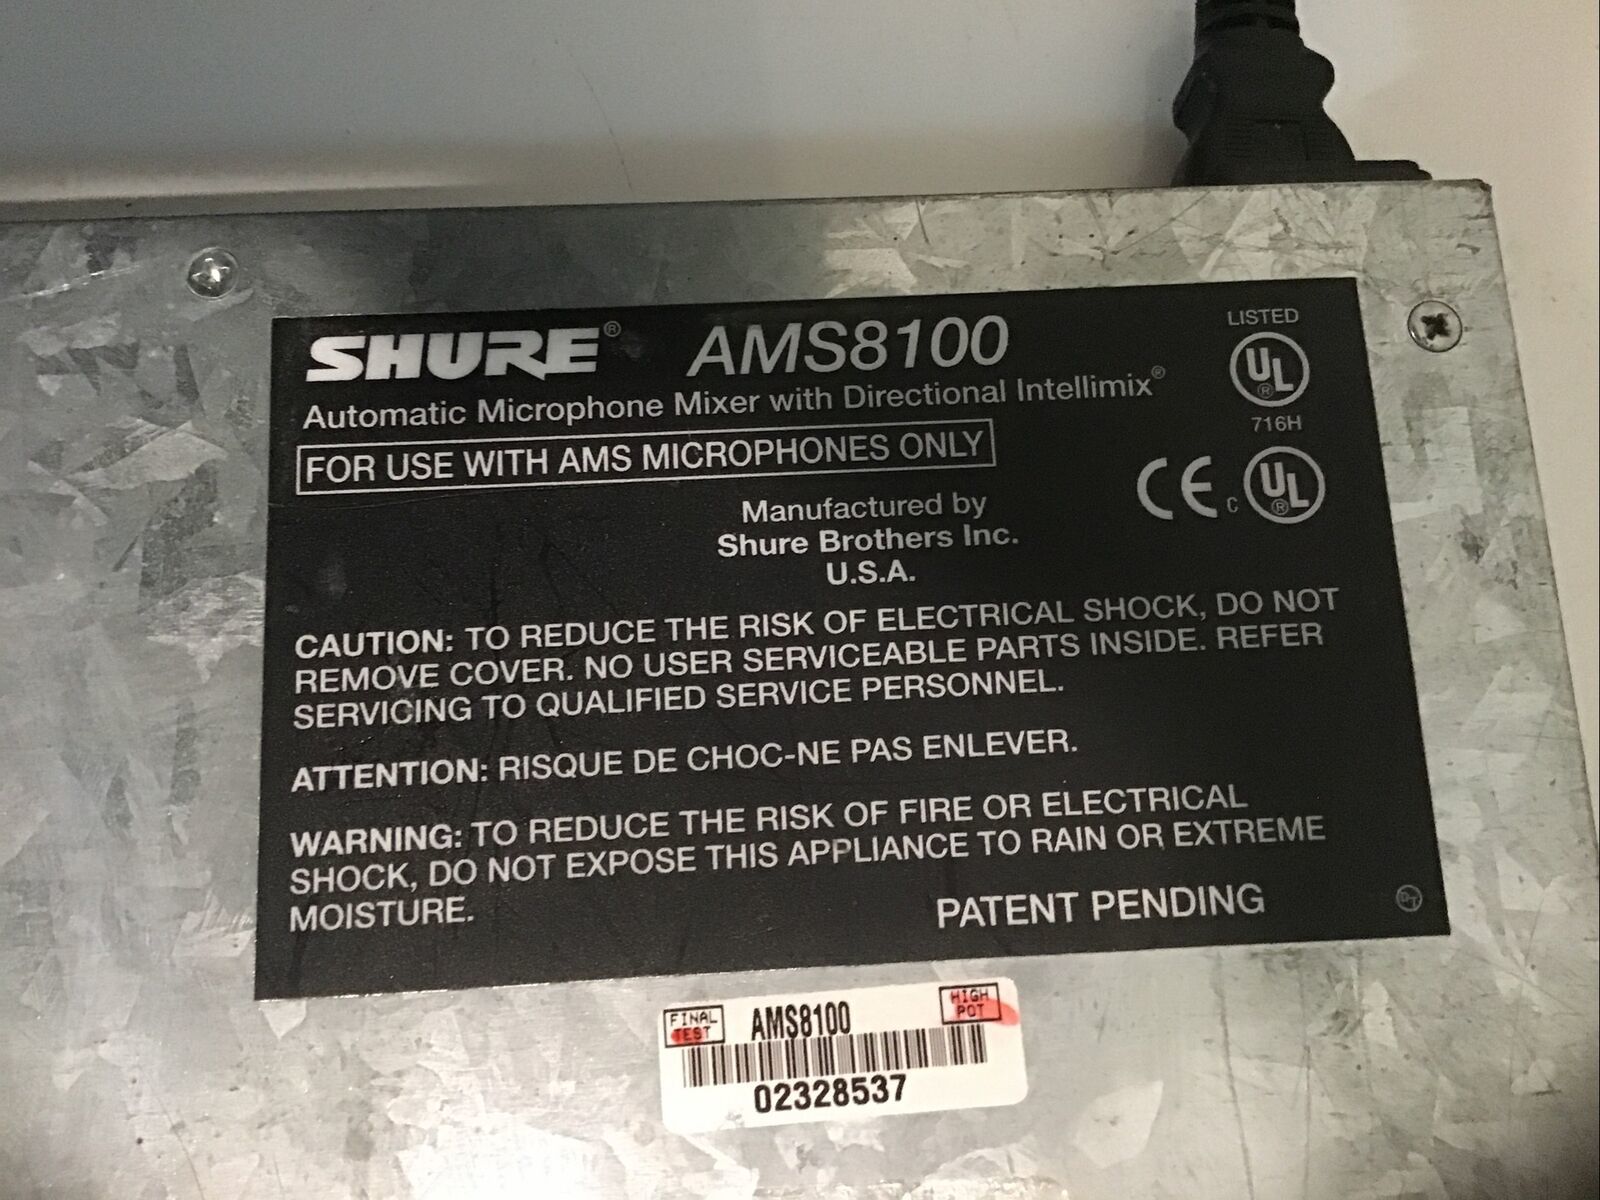 SHURE® AMS8100
LISTED
UL ®
Automatic Microphone Mixer with Directional Intellimix®
716H
FOR USE WITH AMS MICROPHONES ONLY
CE c UL ®
Manufactured by
Shure Brothers Inc.
U.S.A.
CAUTION: TO REDUCE THE RISK OF ELECTRICAL SHOCK, DO NOT
REMOVE COVER. NO USER SERVICEABLE PARTS INSIDE. REFER
SERVICING TO QUALIFIED SERVICE PERSONNEL.
ATTENTION: RISQUE DE CHOC-NE PAS ENLEVER.
WARNING: TO REDUCE THE RISK OF FIRE OR ELECTRICAL
SHOCK, DO NOT EXPOSE THIS APPLIANCE TO RAIN OR EXTREME
MOISTURE.
PATENT PENDING
DT
FINAL
TEST
AMS8100
HIGH
POT
02328537